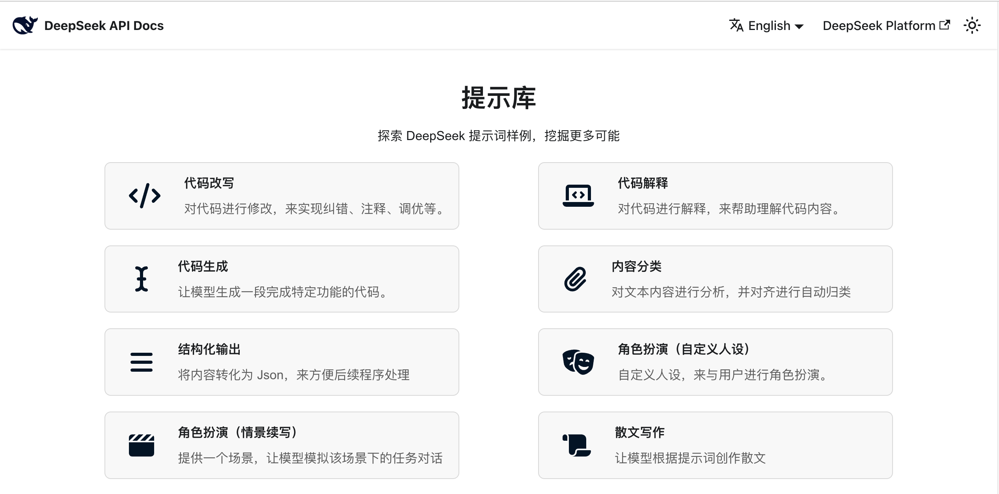 DeepSeek API Docs
English
DeepSeek Platform
提示库
探索 DeepSeek 提示词样例，挖掘更多可能
代码改写
对代码进行修改，来实现纠错、注释、调优等。
代码解释
对代码进行解释，来帮助理解代码内容。
代码生成
让模型生成一段完成特定功能的代码。
内容分类
对文本内容进行分析，并对齐进行自动归类
结构化输出
将内容转化为 Json，来方便后续程序处理
角色扮演（自定义人设）
自定义人设，来与用户进行角色扮演。
角色扮演（情景续写）
提供一个场景，让模型模拟该场景下的任务对话
散文写作
让模型根据提示词创作散文